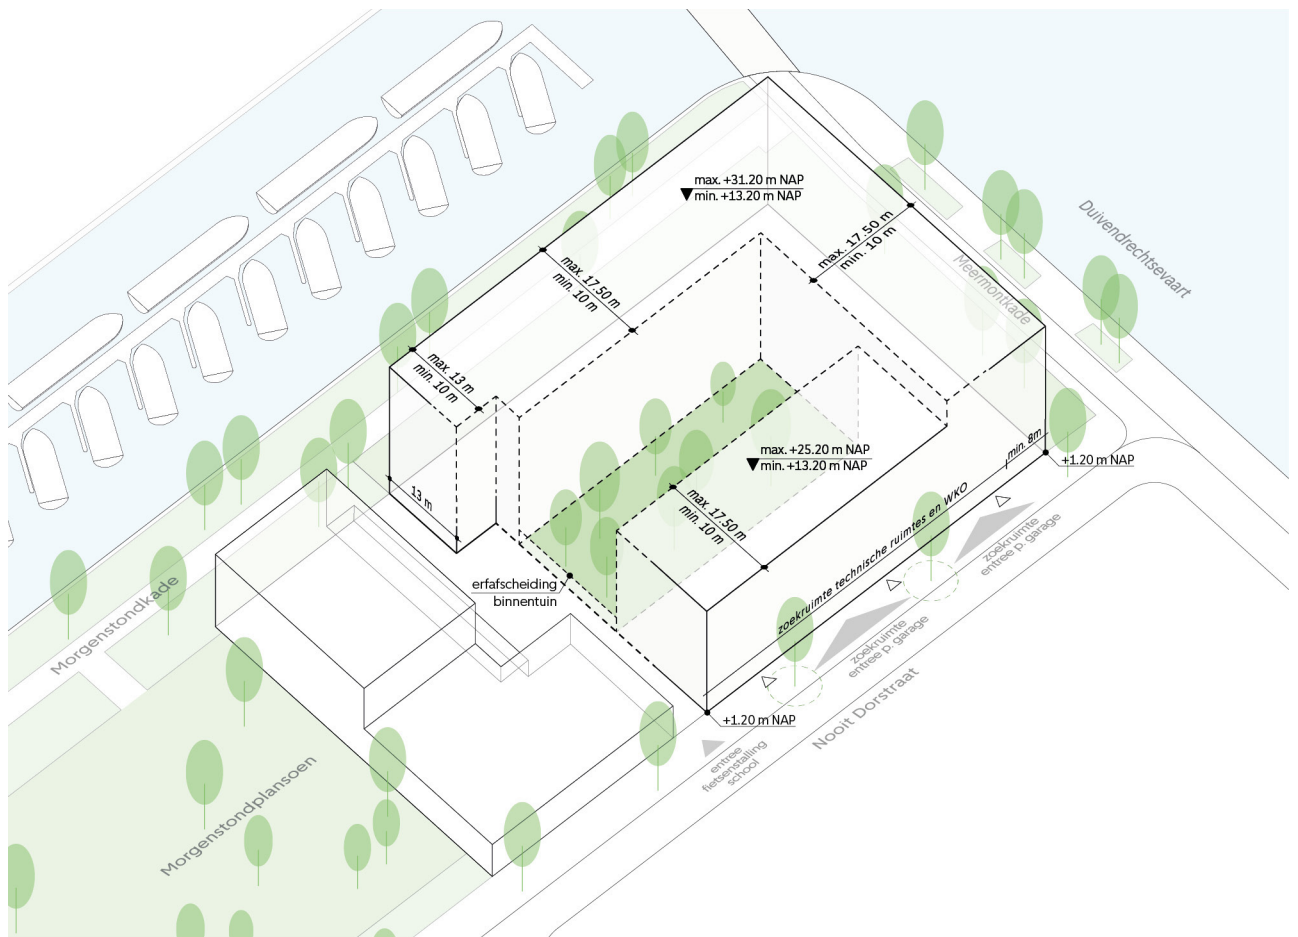 max. +31.20 m NAP
min. +13.20 m NAP
max. 17.50 m
min. 10 m
Duivendrechtsevaart
Meermontkade
max. 17.50 m
min. 10 m
max. 13 m
min. 10 m
max. +25.20 m NAP
min. +13.20 m NAP
min. 8m
+1.20 m NAP
13 m
max. 17.50 m
min. 10 m
zoekruimte technische ruimtes en WKO
zoekruimte
entree p. garage
erfafscheiding
binnentuin
zoekruimte
entree p. garage
Morgenstondkade
Nooit Dorstraat
+1.20 m NAP
entree
fietsenstalling
school
Morgenstondplansoen